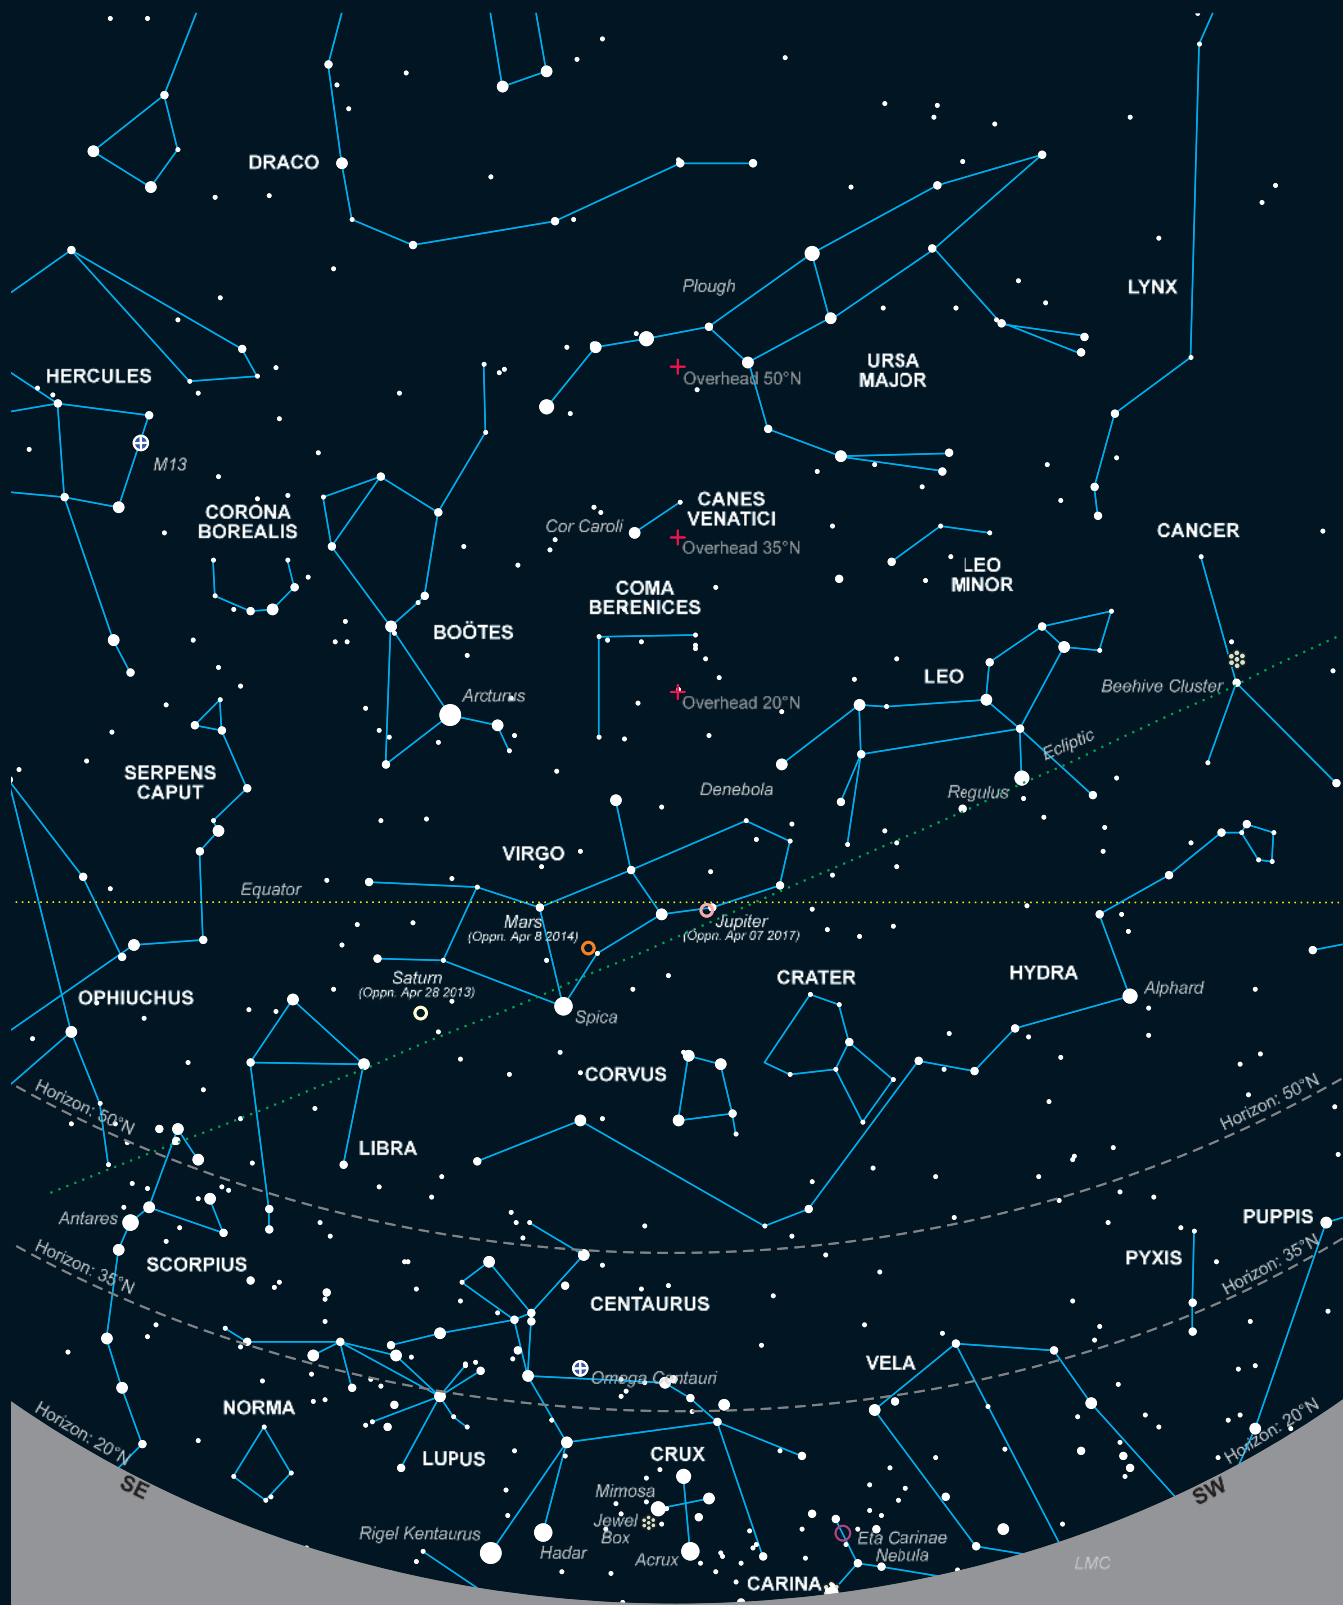 DRACO
Plough
LYNX
HERCULES
URSA
MAJOR
Overhead 50°N
M13
CORONA
BOREALIS
CANES
VENATICI
Cor Caroli
Overhead 35°N
CANCER
LEO
MINOR
COMA
BERENICES
BOÖTES
LEO
Beehive Cluster
Arcturus
Overhead 20°N
Ecliptic
SERPENS
CAPUT
Denebola
Regulus
VIRGO
Equator
Mars
(Oppn. Apr 8 2014)
Jupiter
(Oppn. Apr 07 2017)
Saturn
(Oppn. Apr 28 2013)
CRATER
HYDRA
Alphard
OPHIUCHUS
Spica
CORVUS
Horizon: 50°N
Horizon: 50°N
LIBRA
Antares
PUPPIS
SCORPIUS
PYXIS
Horizon: 35°N
Horizon: 35°N
CENTAURUS
VELA
Omega Centauri
NORMA
Horizon: 20°N
Horizon: 20°N
LUPUS
CRUX
SE
SW
Mimosa
Jewel
Box
Rigel Kentaurus
Hadar
Acrux
Eta Carinae
Nebula
LMC
CARINA